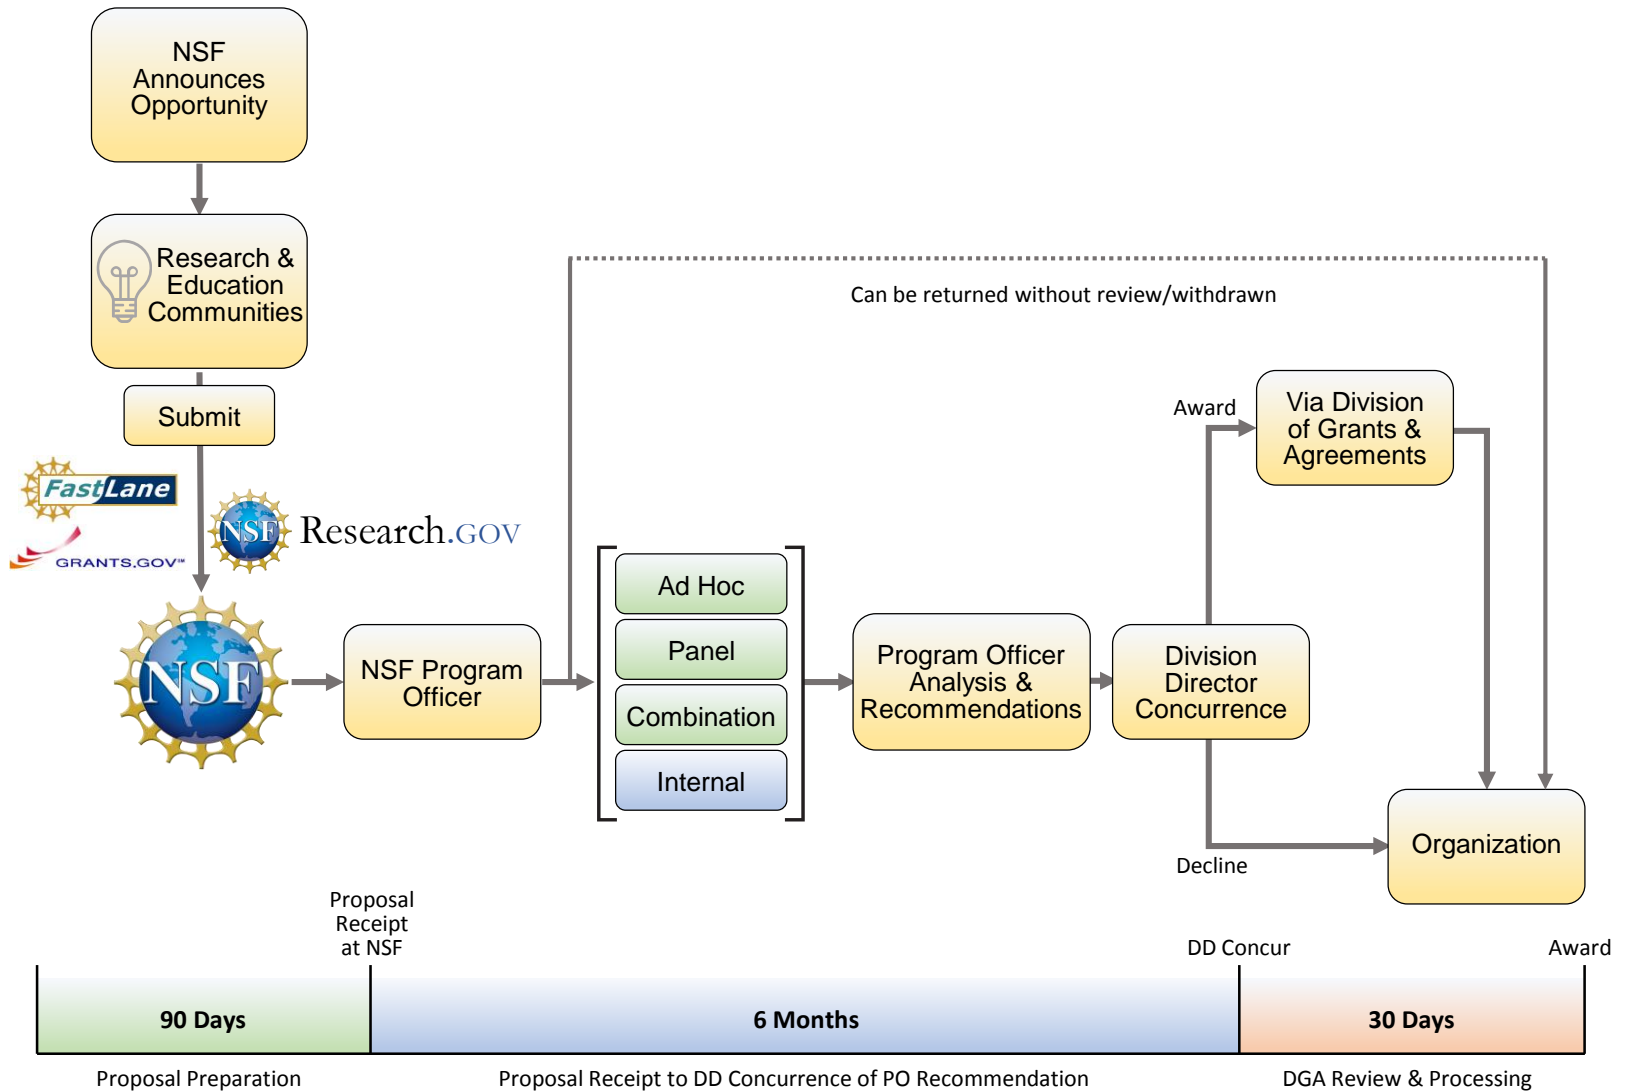 NSF
Announces
Opportunity
Research &
Education
Communities
Submit
FastLane
GRANTS.GOV™
NSF
Research.GOV
NSF
NSF Program
Officer
Can be returned without review/withdrawn
Ad Hoc
Panel
Combination
Internal
Program Officer
Analysis &
Recommendations
Division
Director
Concurrence
Award
Via Division
of Grants &
Agreements
Decline
Organization
Proposal
Receipt
at NSF
DD Concur
Award
90 Days
6 Months
30 Days
Proposal Preparation
Proposal Receipt to DD Concurrence of PO Recommendation
DGA Review & Processing